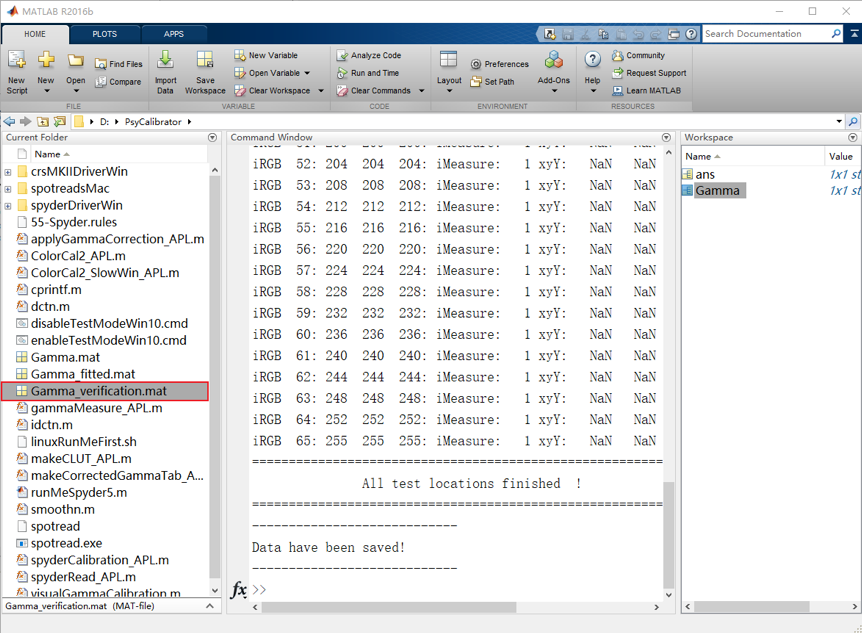 MATLAB R2016b
HOME PLOTS APPS Search Documentation
New Script New Open Find Files Compare Import Data Save Workspace New Variable Open Variable Clear Workspace Analyze Code Run and Time Clear Commands Layout Preferences Set Path Add-Ons Help Community Request Support Learn MATLAB
FILE VARIABLE CODE ENVIRONMENT RESOURCES
D: PsyCalibrator
Current Folder
Name
crsMKIIDriverWin
spotreadsMac
spyderDriverWin
55-Spyder.rules
applyGammaCorrection_APL.m
ColorCal2_APL.m
ColorCal2_SlowWin_APL.m
cprintf.m
dctn.m
disableTestModeWin10.cmd
enableTestModeWin10.cmd
Gamma.mat
Gamma_fitted.mat
Gamma_verification.mat
gammaMeasure_APL.m
idctn.m
linuxRunMeFirst.sh
makeCLUT_APL.m
makeCorrectedGammaTab_A...
runMeSpyder5.m
smoothn.m
spotread
spotread.exe
spyderCalibration_APL.m
spyderRead_APL.m
visualGammaCalibration.m
Gamma_verification.mat (MAT-file)
Command Window
iRGB 52: 204 204 204: iMeasure: 1 xyY: NaN NaN
iRGB 53: 208 208 208: iMeasure: 1 xyY: NaN NaN
iRGB 54: 212 212 212: iMeasure: 1 xyY: NaN NaN
iRGB 55: 216 216 216: iMeasure: 1 xyY: NaN NaN
iRGB 56: 220 220 220: iMeasure: 1 xyY: NaN NaN
iRGB 57: 224 224 224: iMeasure: 1 xyY: NaN NaN
iRGB 58: 228 228 228: iMeasure: 1 xyY: NaN NaN
iRGB 59: 232 232 232: iMeasure: 1 xyY: NaN NaN
iRGB 60: 236 236 236: iMeasure: 1 xyY: NaN NaN
iRGB 61: 240 240 240: iMeasure: 1 xyY: NaN NaN
iRGB 62: 244 244 244: iMeasure: 1 xyY: NaN NaN
iRGB 63: 248 248 248: iMeasure: 1 xyY: NaN NaN
iRGB 64: 252 252 252: iMeasure: 1 xyY: NaN NaN
iRGB 65: 255 255 255: iMeasure: 1 xyY: NaN NaN
========================================================
All test locations finished !
========================================================
----------------------------
Data have been saved!
----------------------------
fx >>
Workspace
Name Value
ans 1x1 st
Gamma 1x1 st